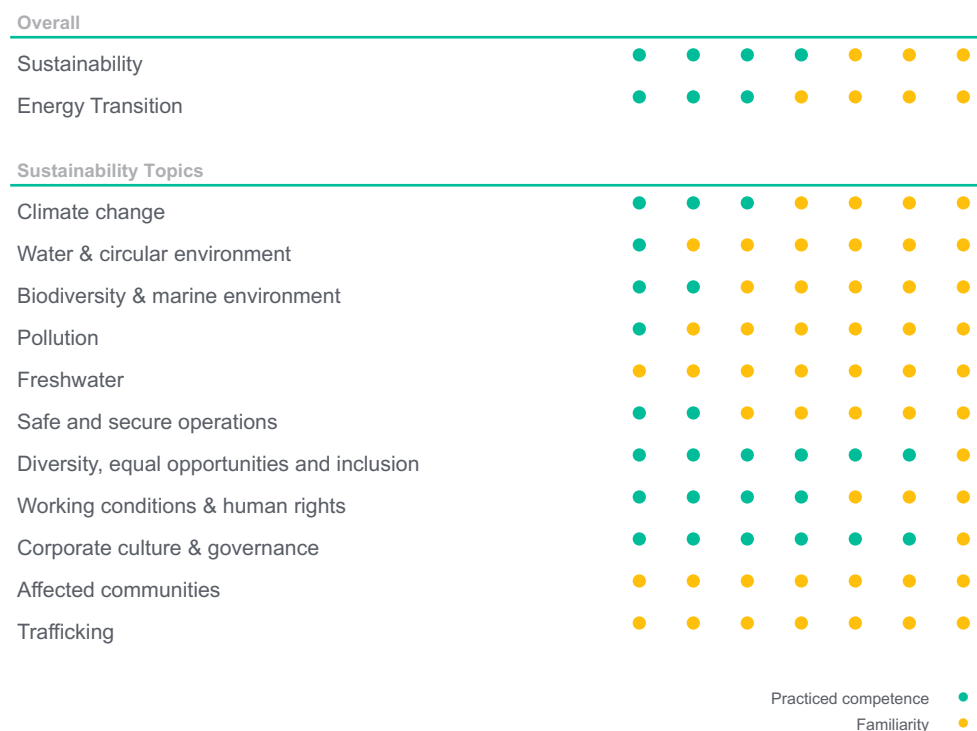 Overall
Sustainability
Energy Transition
Sustainability Topics
Climate change
Water & circular environment
Biodiversity & marine environment
Pollution
Freshwater
Safe and secure operations
Diversity, equal opportunities and inclusion
Working conditions & human rights
Corporate culture & governance
Affected communities
Trafficking
Practiced competence
Familiarity